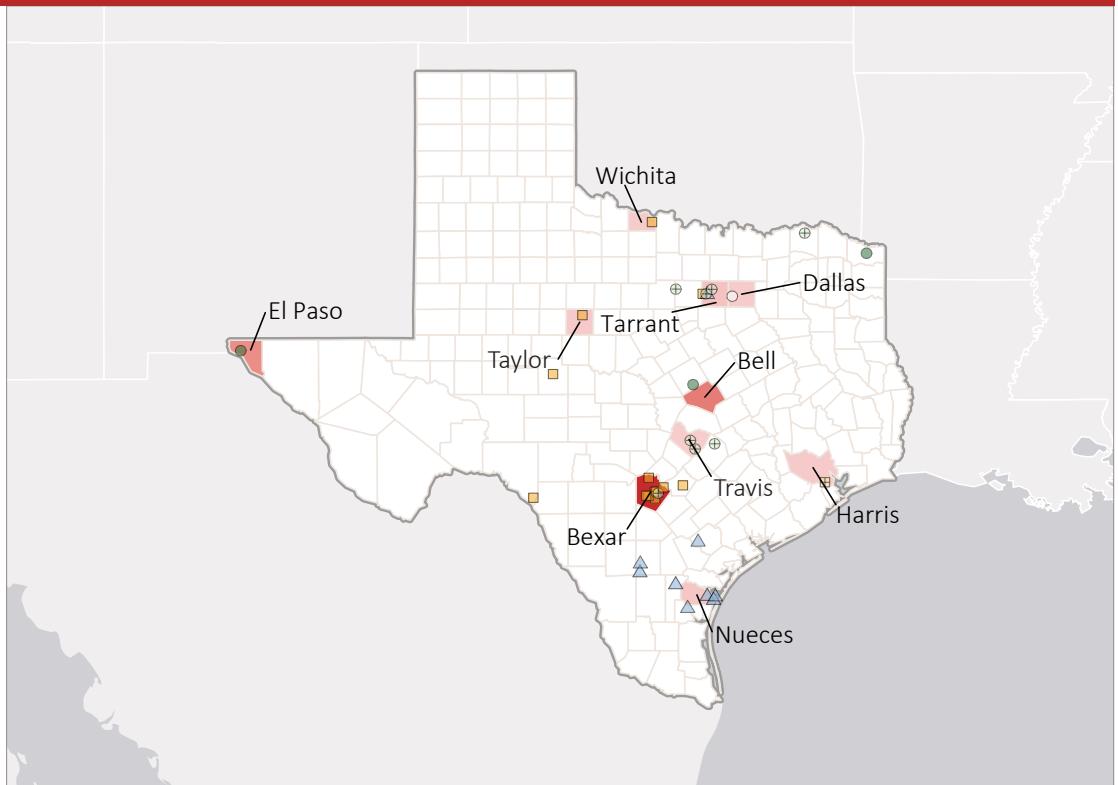 Wichita
Dallas
El Paso
Tarrant
Taylor
Bell
Travis
Harris
Bexar
Nueces